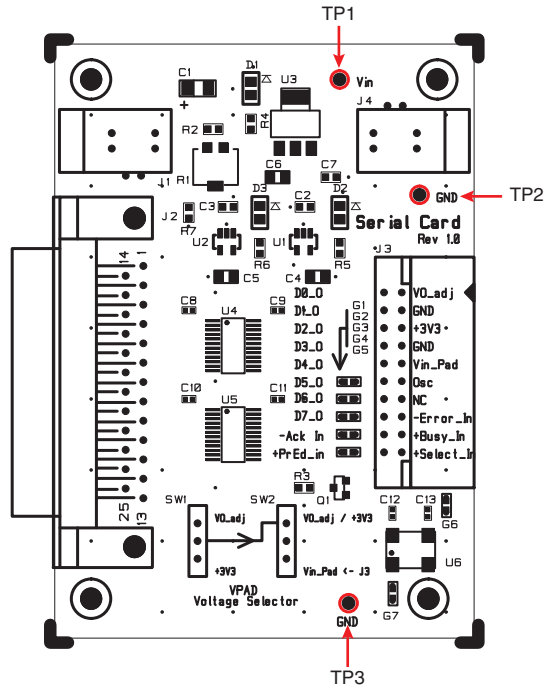 TP1
D1
C1
U3
Vin
+
J4
R2
R4
C6
C7
J1
R1
GND
TP2
D3
D2
C3
C2
J2
R7
Serial Card
Rev 1.0
U2
U1
R6
R5
J3
14
1
C5
C4
D0_O
G1
VO_adj
C8
U4
C9
D1_O
G2
GND
D2_O
G3
+3V3
D3_O
G4
GND
D4_O
G5
Vin_Pad
D5_O
Osc
C10
U5
C11
D6_O
NC
D7_O
-Error_In
-Ack In
+Busy_In
+PrEd_in
+Select_In
R3
25
13
SW1
SW2
Q1
C12
C13
G6
VO_adj
VO_adj / +3V3
U6
+3V3
Vin_Pad <- J3
VPAD
Voltage Selector
G7
GND
TP3